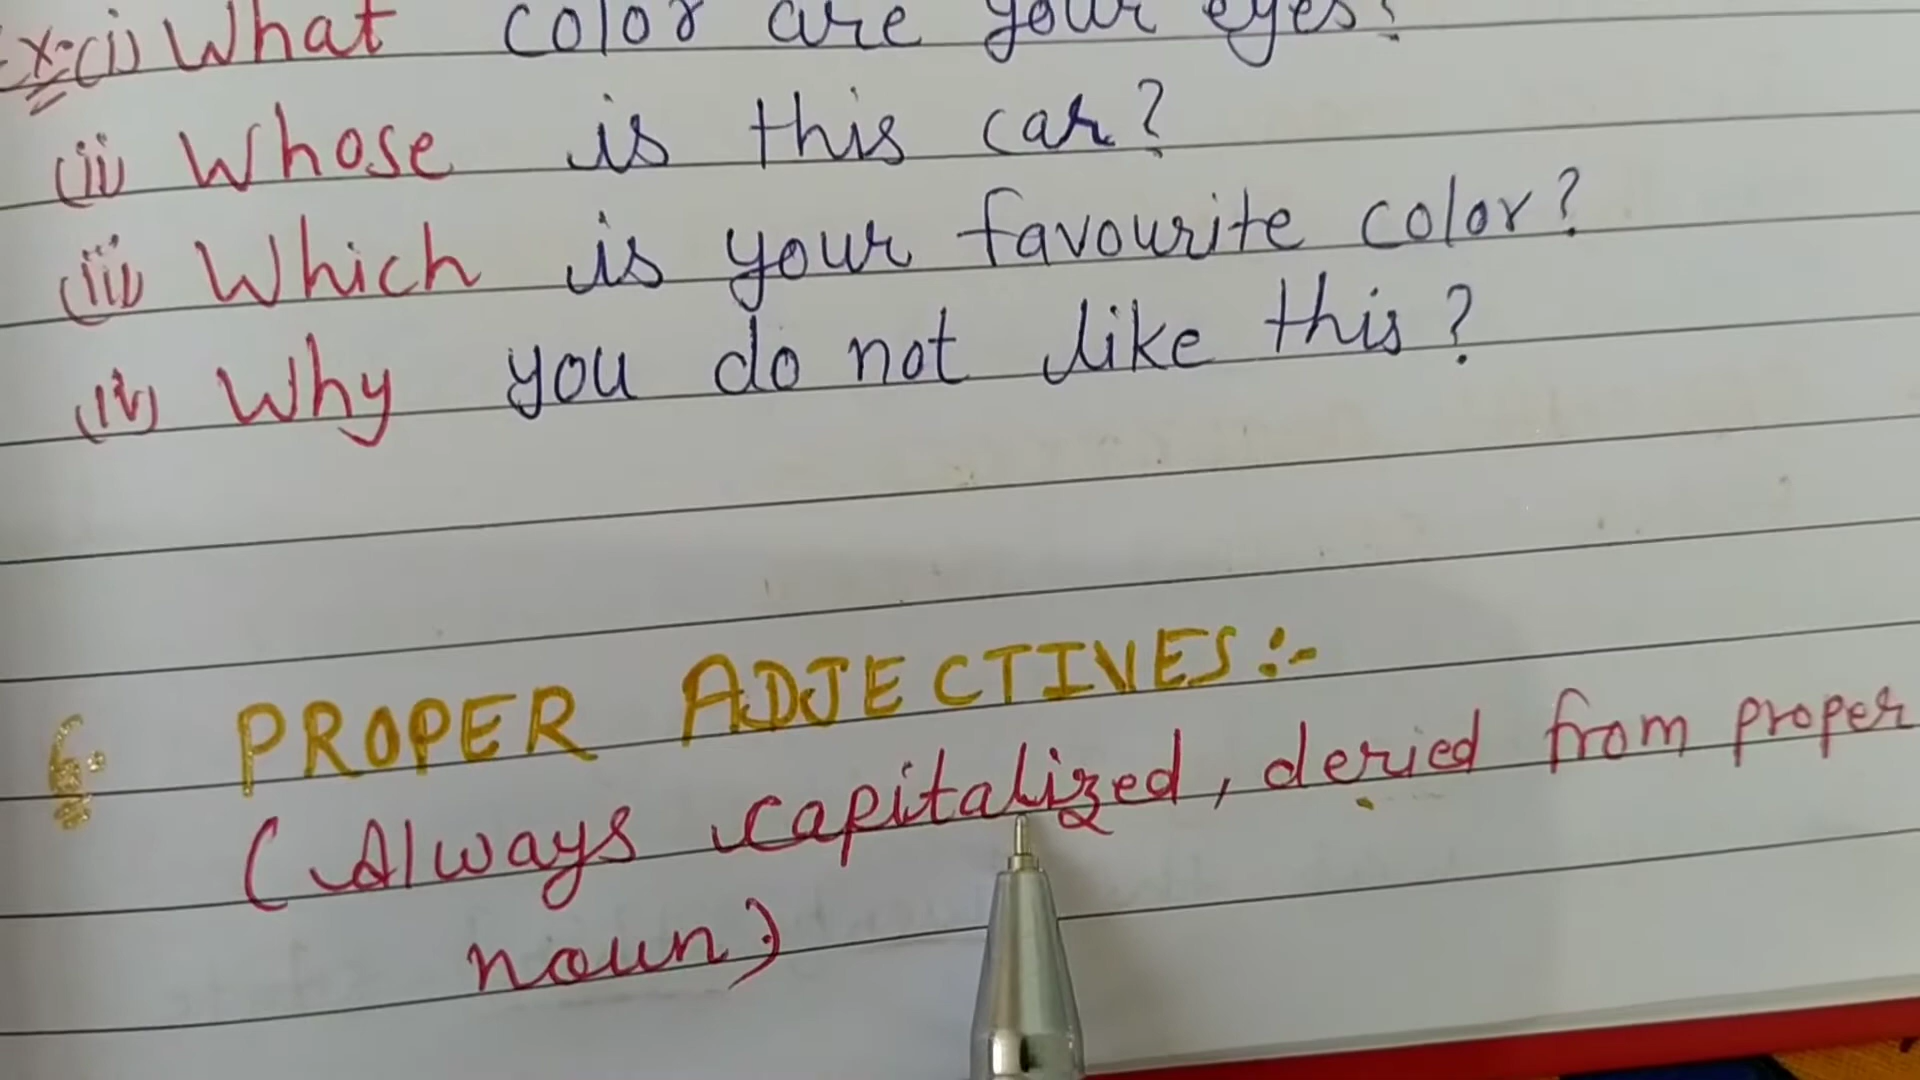 Ex:-(i) What color are your eyes?
(ii) Whose is this car?
(iii) Which is your favourite color?
(iv) Why you do not like this?
6. PROPER ADJECTIVES:-
(Always capitalized, deried from proper
noun)